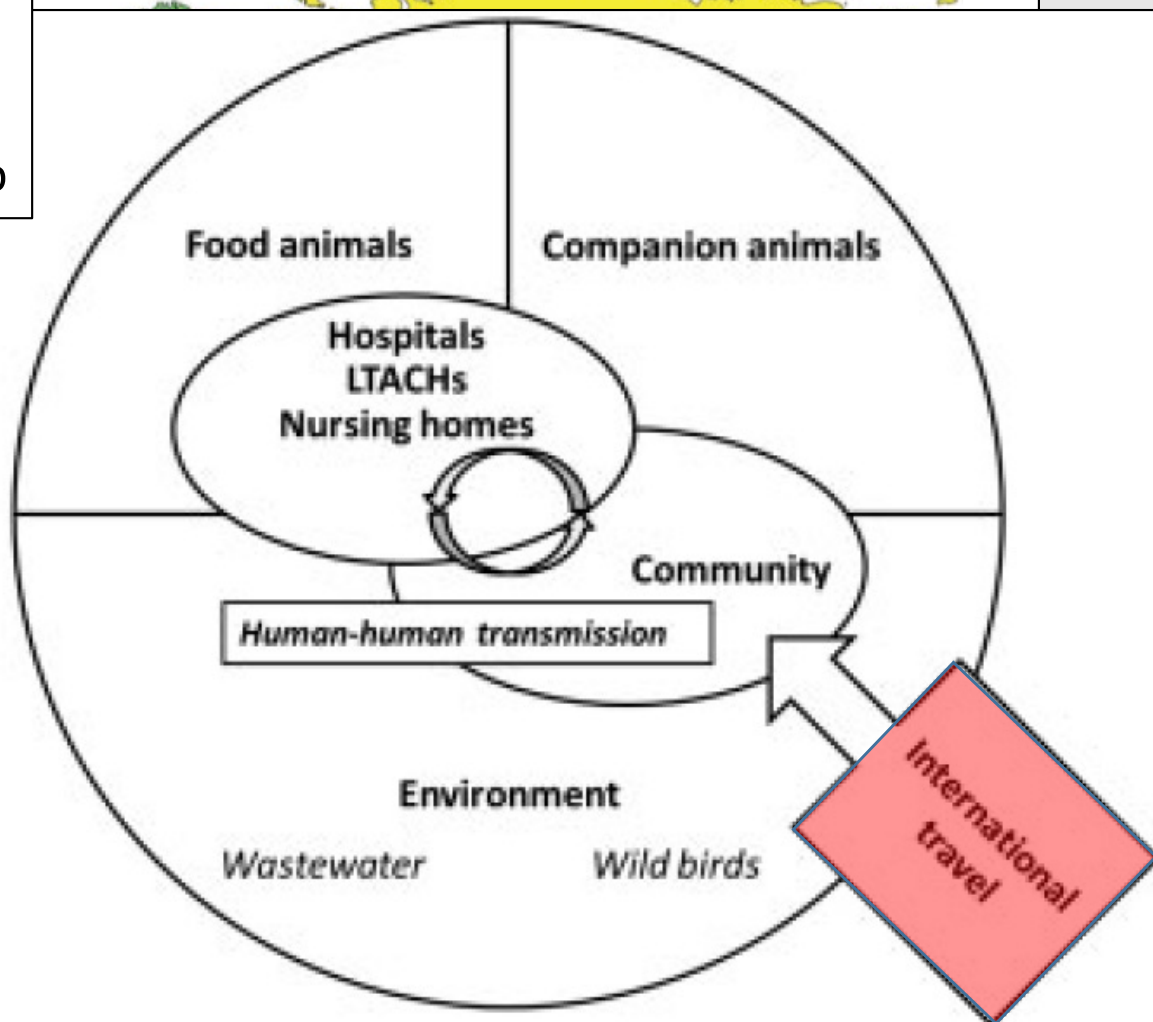 Food animals
Companion animals
Hospitals
LTACHs
Nursing homes
Community
Human-human transmission
Environment
Wastewater
Wild birds
International
travel